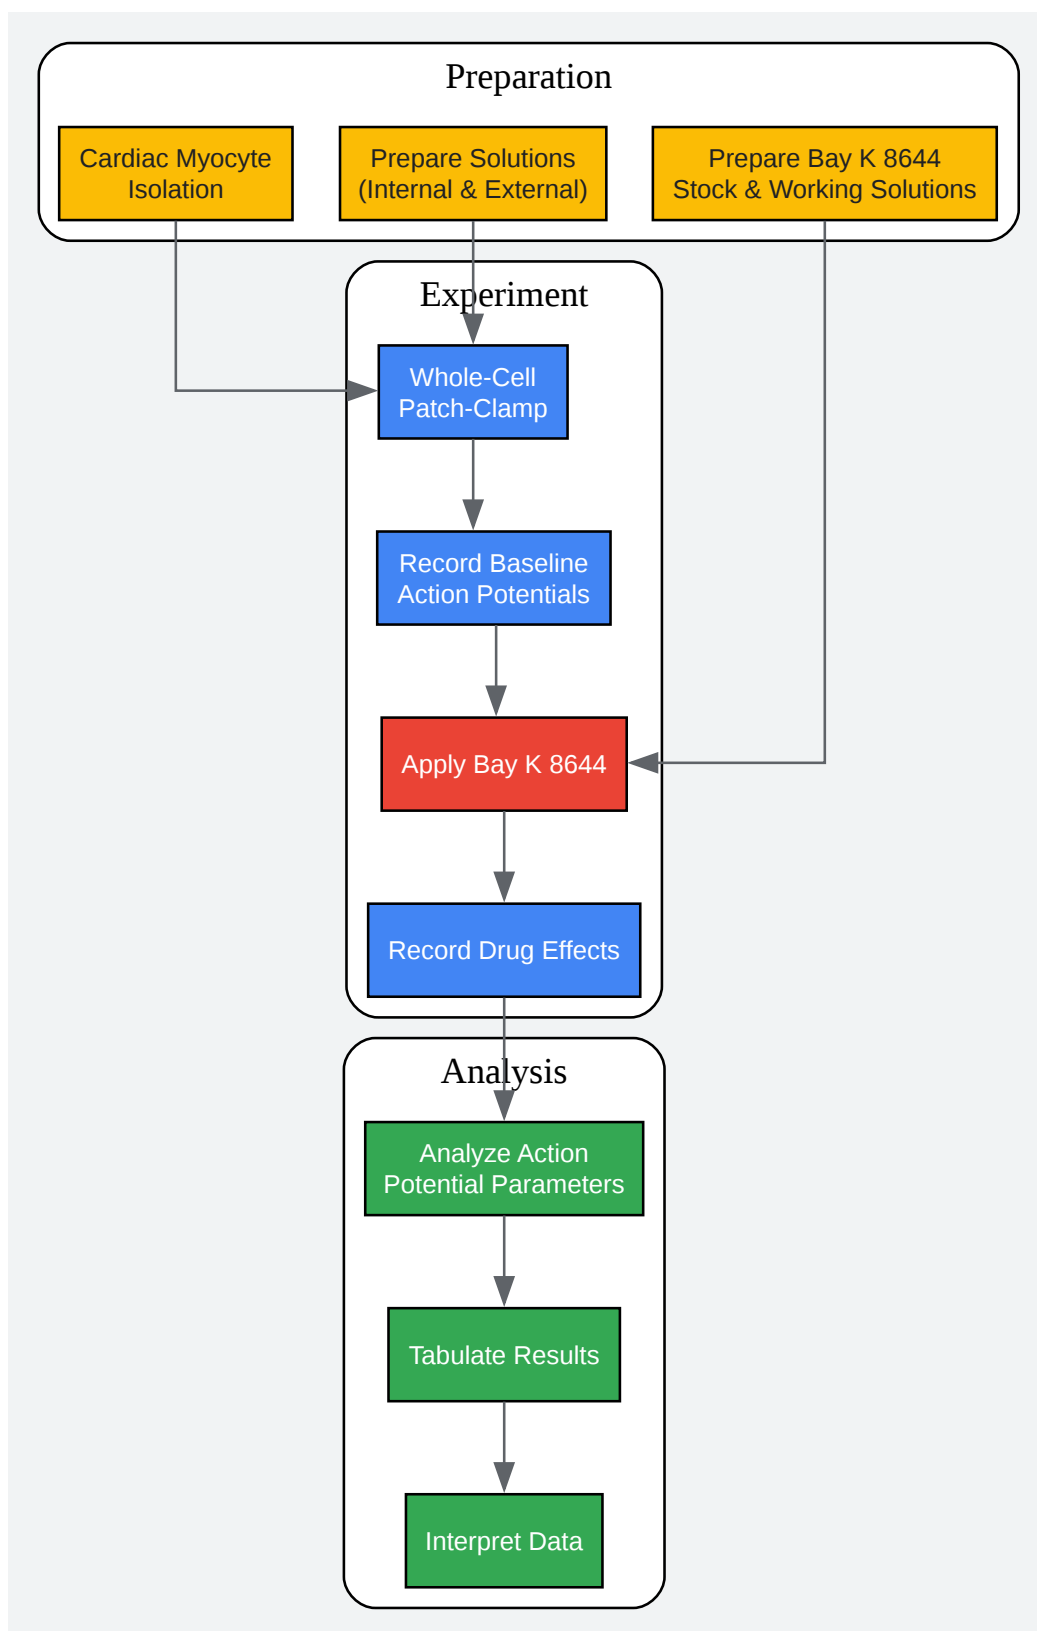 Preparation
Cardiac Myocyte
Isolation
Prepare Solutions
(Internal & External)
Prepare Bay K 8644
Stock & Working Solutions
Experiment
Whole-Cell
Patch-Clamp
Record Baseline
Action Potentials
Apply Bay K 8644
Record Drug Effects
Analysis
Analyze Action
Potential Parameters
Tabulate Results
Interpret Data